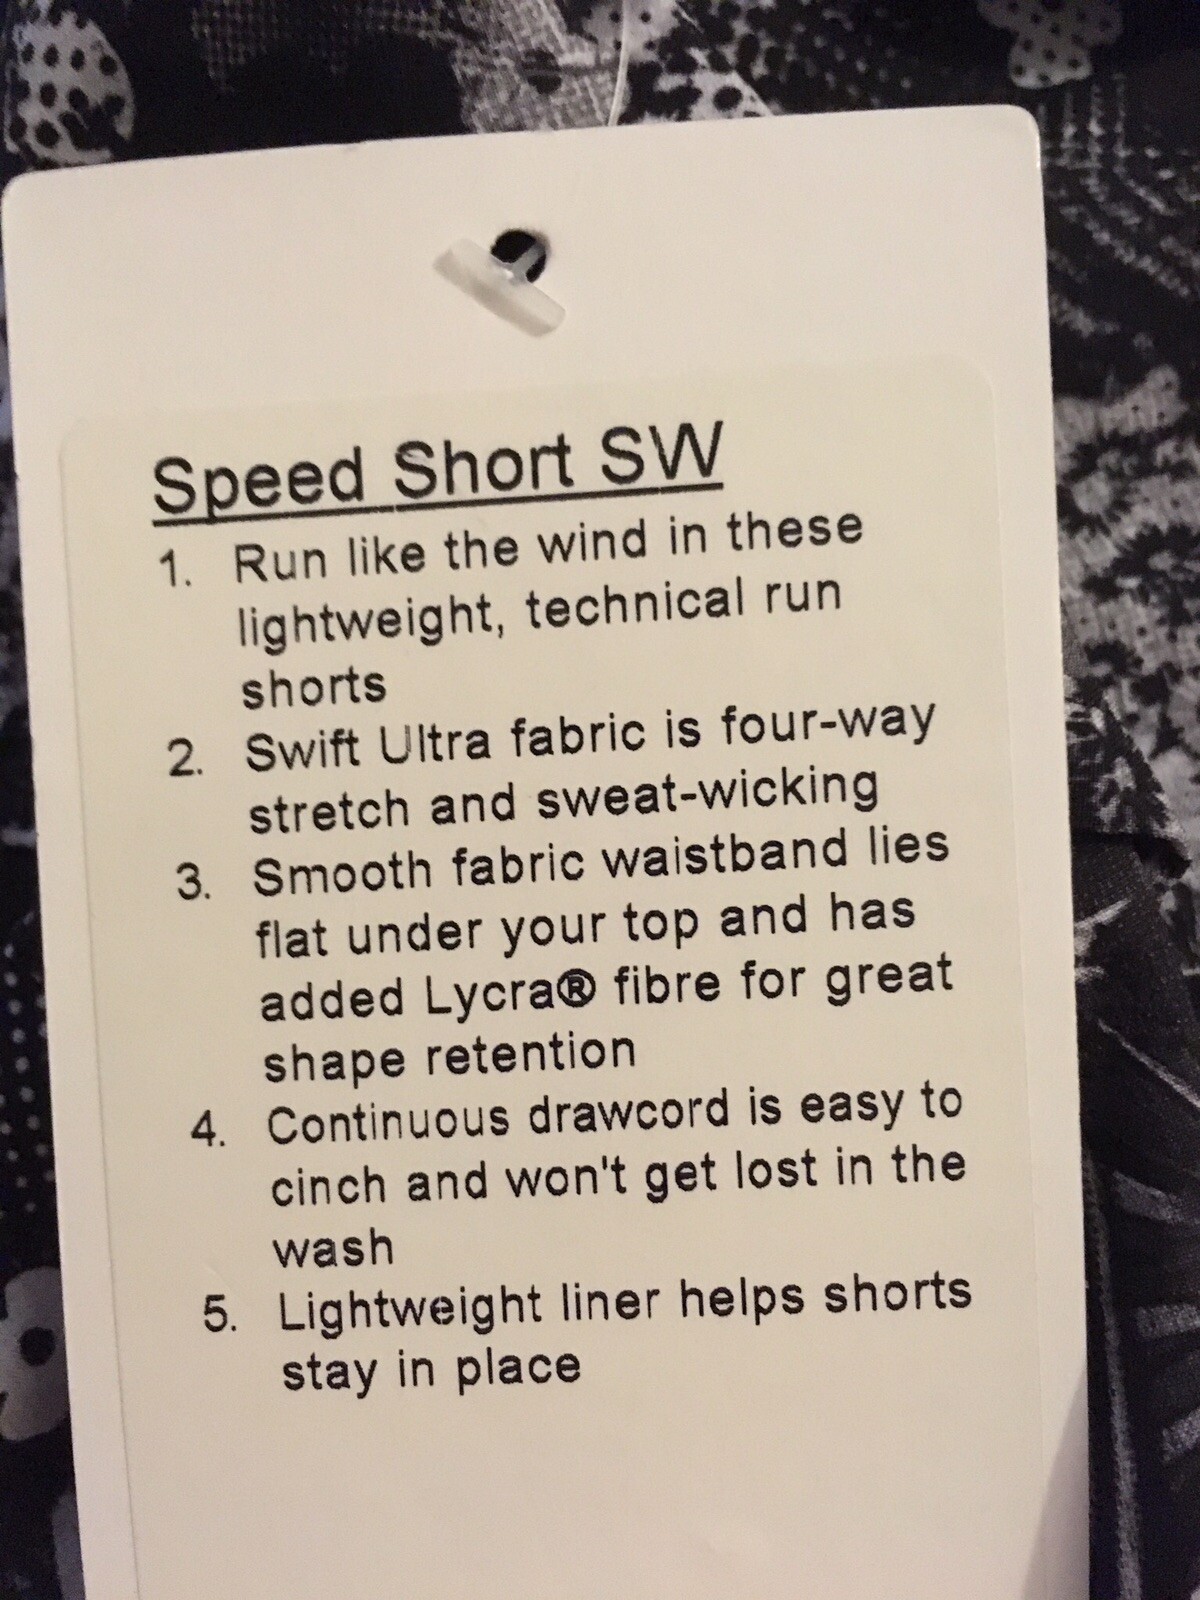 Speed Short SW
1. Run like the wind in these
lightweight, technical run
shorts
2. Swift Ultra fabric is four-way
stretch and sweat-wicking
3. Smooth fabric waistband lies
flat under your top and has
added Lycra® fibre for great
shape retention
4. Continuous drawcord is easy to
cinch and won't get lost in the
wash
5. Lightweight liner helps shorts
stay in place